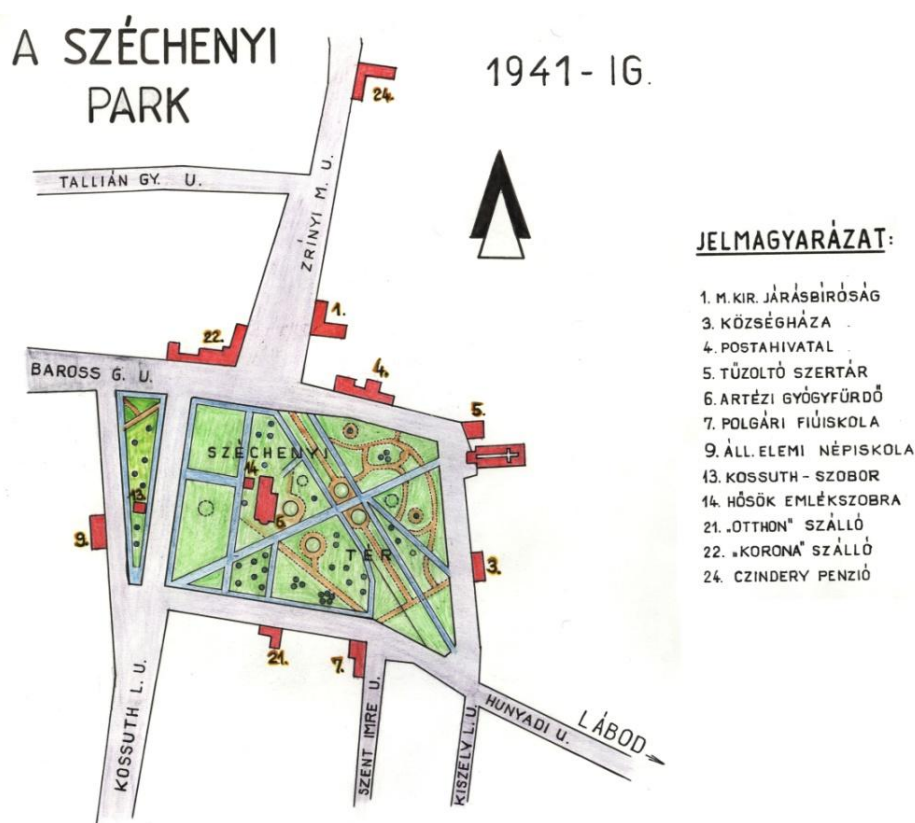 A SZÉCHENYI
PARK
1941 - IG.
24.
TALLIÁN GY. U.
ZRÍNYI M. U.
1.
22.
4.
BAROSS G. U.
5.
SZÉCHENYI
14
13
6
9.
TÉR
3.
21.
7.
KOSSUTH L. U.
SZENT IMRE U.
KISZELY L. U.
HUNYADI U.
LÁBOD
JELMAGYARÁZAT:
1. M. KIR. JÁRÁSBÍRÓSÁG
3. KÖZSÉGHÁZA
4. POSTAHIVATAL
5. TŰZOLTÓ SZERTÁR
6. ARTÉZI GYÓGYFÜRDŐ
7. POLGÁRI FIÚISKOLA
9. ÁLL. ELEMI NÉPISKOLA
13. KOSSUTH - SZOBOR
14. HŐSÖK EMLÉKSZOBRA
21. „OTTHON" SZÁLLÓ
22. „KORONA" SZÁLLÓ
24. CZINDERY PENZIÓ